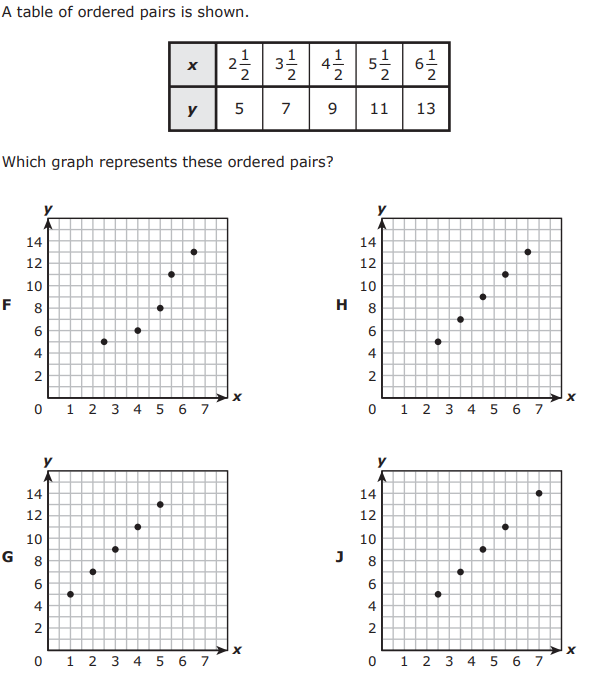 A table of ordered pairs is shown.
x 2 1/2 3 1/2 4 1/2 5 1/2 6 1/2
y 5 7 9 11 13
Which graph represents these ordered pairs?
F
y
14
12
10
8
6
4
2
0 1 2 3 4 5 6 7
x
H
y
14
12
10
8
6
4
2
0 1 2 3 4 5 6 7
x
G
y
14
12
10
8
6
4
2
0 1 2 3 4 5 6 7
x
J
y
14
12
10
8
6
4
2
0 1 2 3 4 5 6 7
x